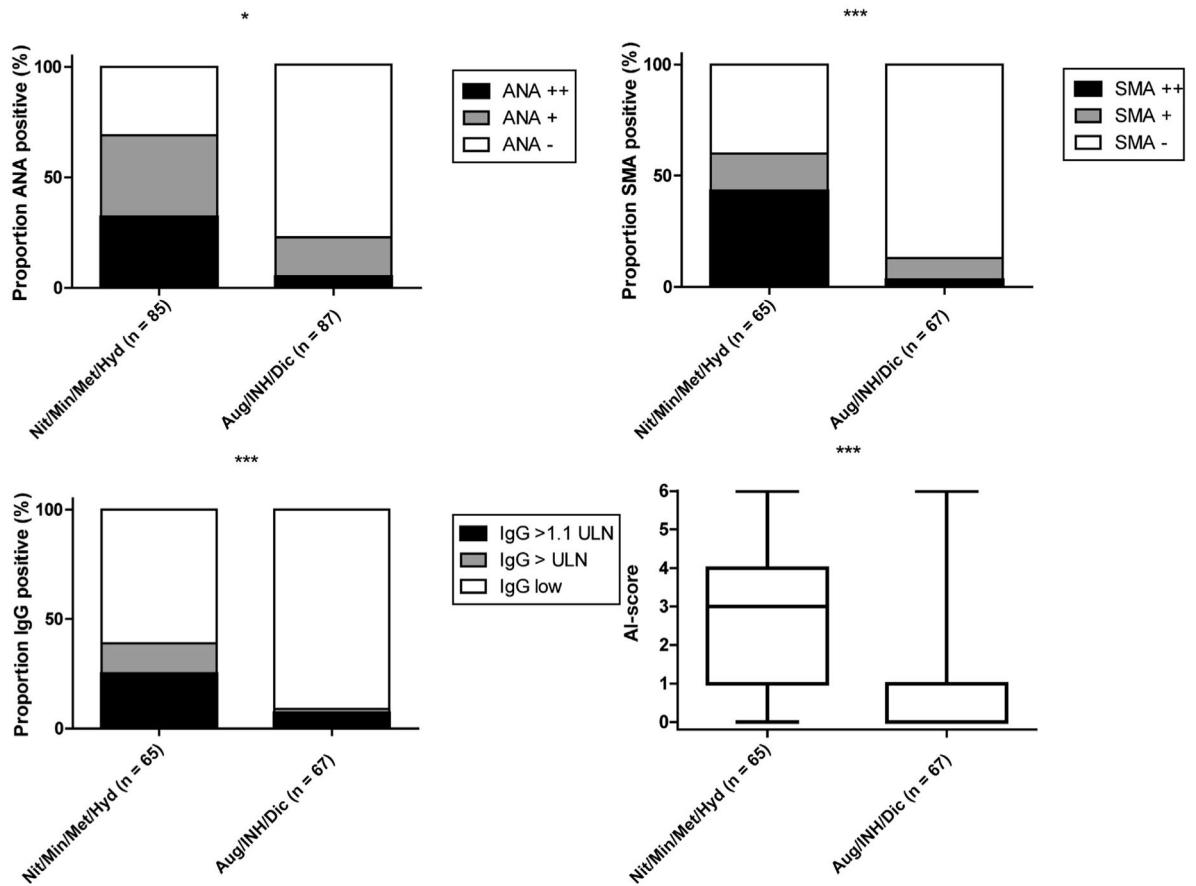 *
Proportion ANA positive (%)
100
50
0
Nit/Min/Met/Hyd (n = 85)
Aug/INH/Dic (n = 87)
ANA ++
ANA +
ANA -
***
Proportion SMA positive (%)
100
50
0
Nit/Min/Met/Hyd (n = 65)
Aug/INH/Dic (n = 67)
SMA ++
SMA +
SMA -
***
Proportion IgG positive (%)
100
50
0
Nit/Min/Met/Hyd (n = 65)
Aug/INH/Dic (n = 67)
IgG >1.1 ULN
IgG > ULN
IgG low
***
AI-score
6
5
4
3
2
1
0
Nit/Min/Met/Hyd (n = 65)
Aug/INH/Dic (n = 67)